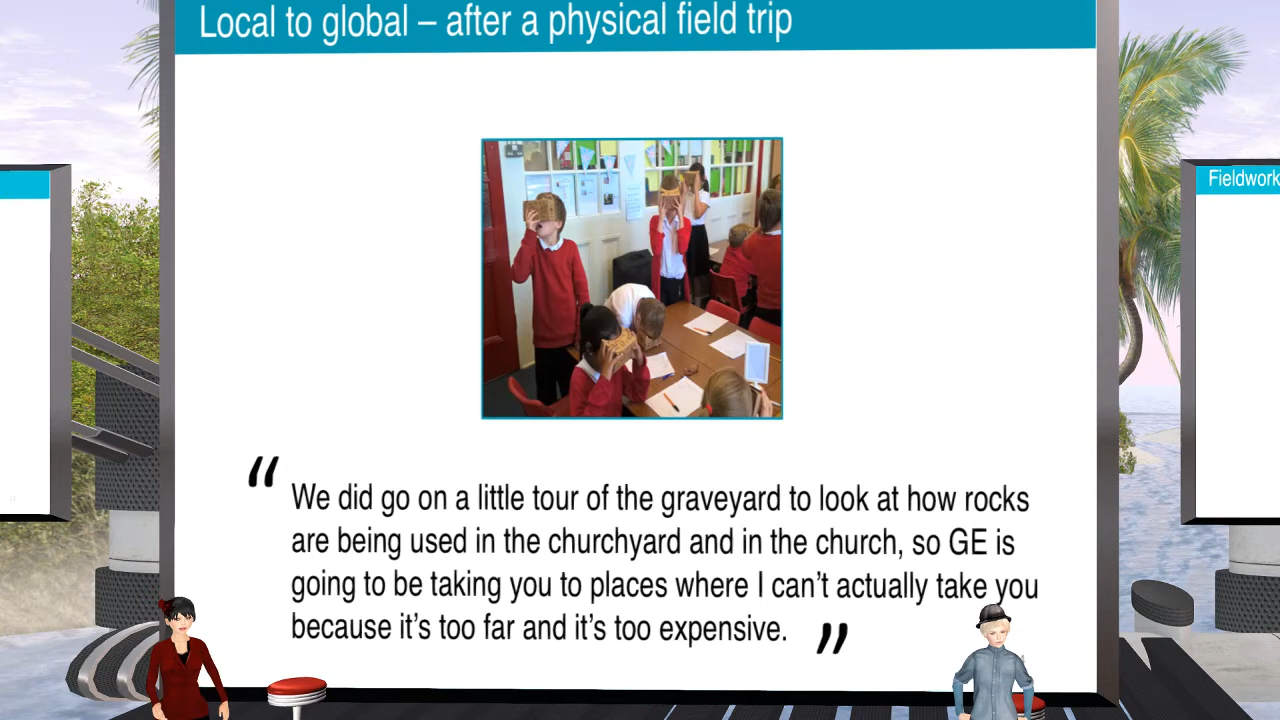 Local to global – after a physical field trip
Fieldwork
“
We did go on a little tour of the graveyard to look at how rocks
are being used in the churchyard and in the church, so GE is
going to be taking you to places where I can't actually take you
because it's too far and it's too expensive. ”